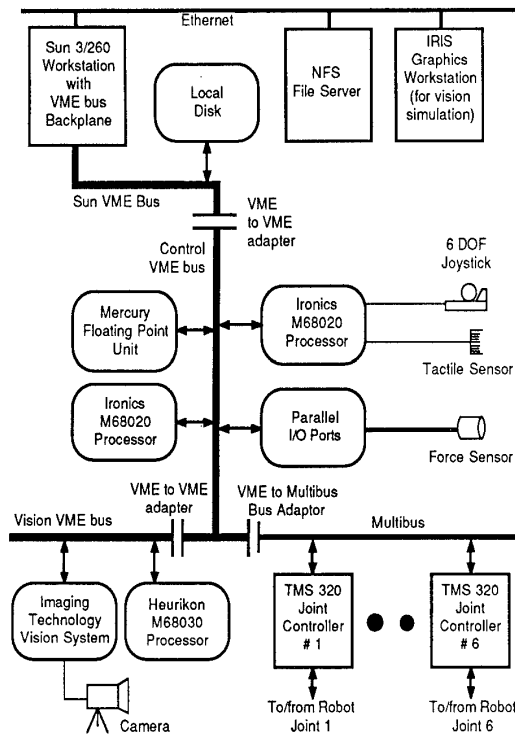 Ethernet
Sun 3/260
Workstation
with
VME bus
Backplane
NFS
File Server
IRIS
Graphics
Workstation
(for vision
simulation)
Local
Disk
Sun VME Bus
VME
to VME
adapter
Control
VME bus
6 DOF
Joystick
Mercury
Floating Point
Unit
Ironics
M68020
Processor
Tactile Sensor
Ironics
M68020
Processor
Parallel
I/O Ports
Force Sensor
VME to VME
adapter
VME to Multibus
Bus Adaptor
Vision VME bus
Multibus
Imaging
Technology
Vision System
Heurikon
M68030
Processor
TMS 320
Joint
Controller
# 1
TMS 320
Joint
Controller
# 6
Camera
To/from Robot
Joint 1
To/from Robot
Joint 6